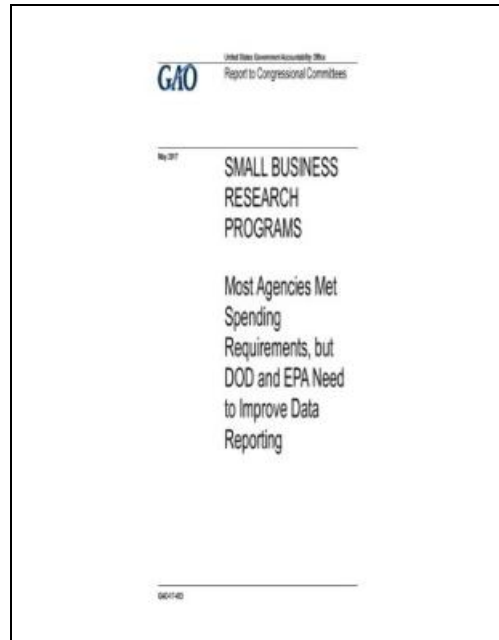 United States Government Accountability Office
GAO
Report to Congressional Committees
May 2017
SMALL BUSINESS
RESEARCH
PROGRAMS
Most Agencies Met
Spending
Requirements, but
DOD and EPA Need
to Improve Data
Reporting